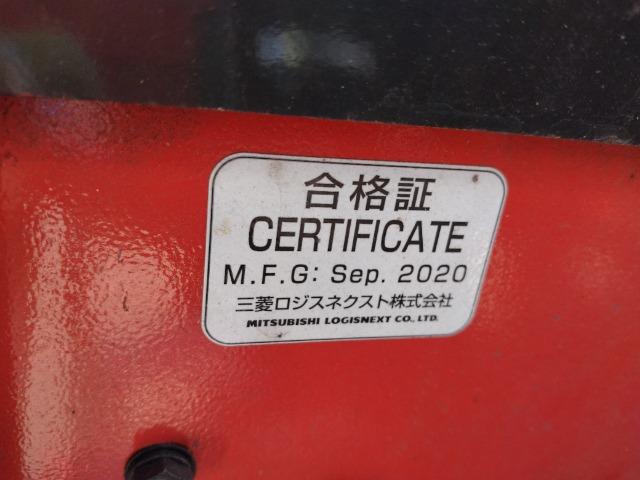 合格証
CERTIFICATE
M.F.G: Sep. 2020
三菱ロジスネクスト株式会社
MITSUBISHI LOGISNEXT CO., LTD.